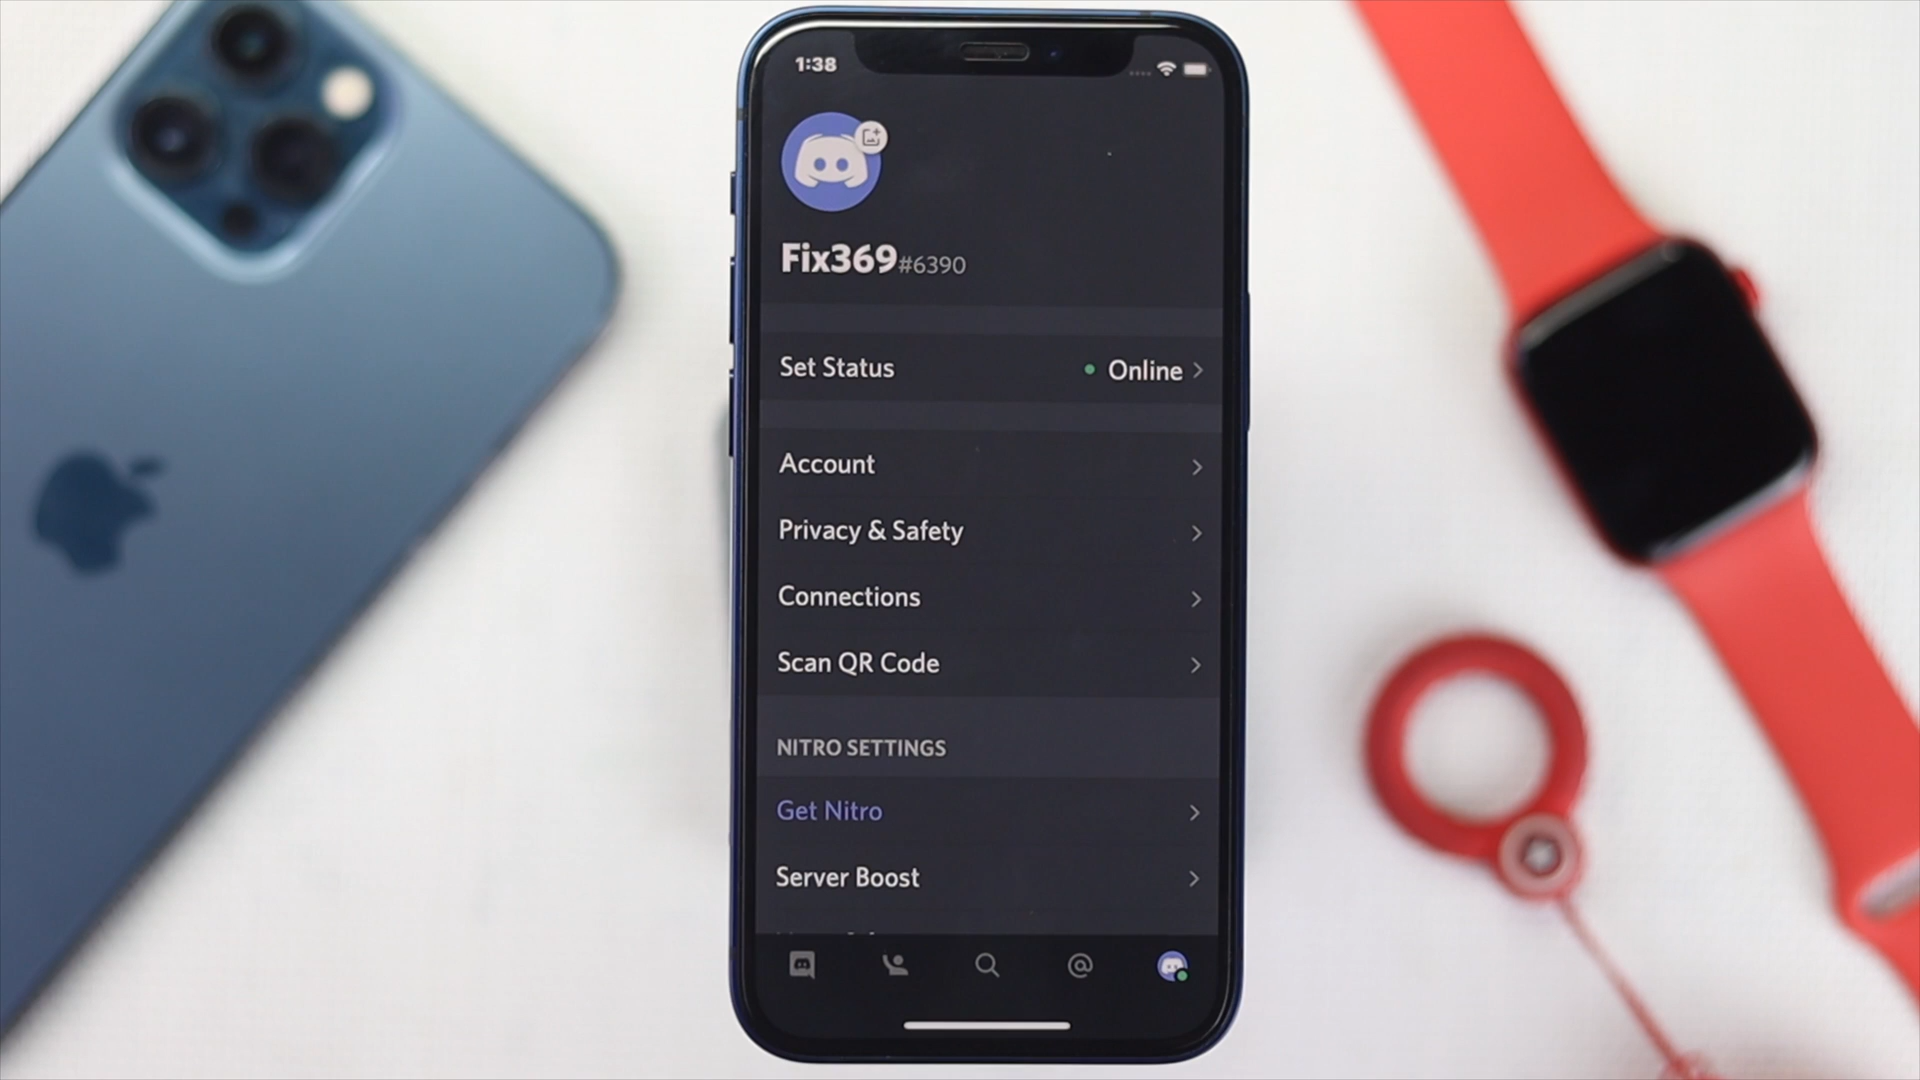 1:38
Fix369#6390
Set Status
Online
Account
Privacy & Safety
Connections
Scan QR Code
NITRO SETTINGS
Get Nitro
Server Boost